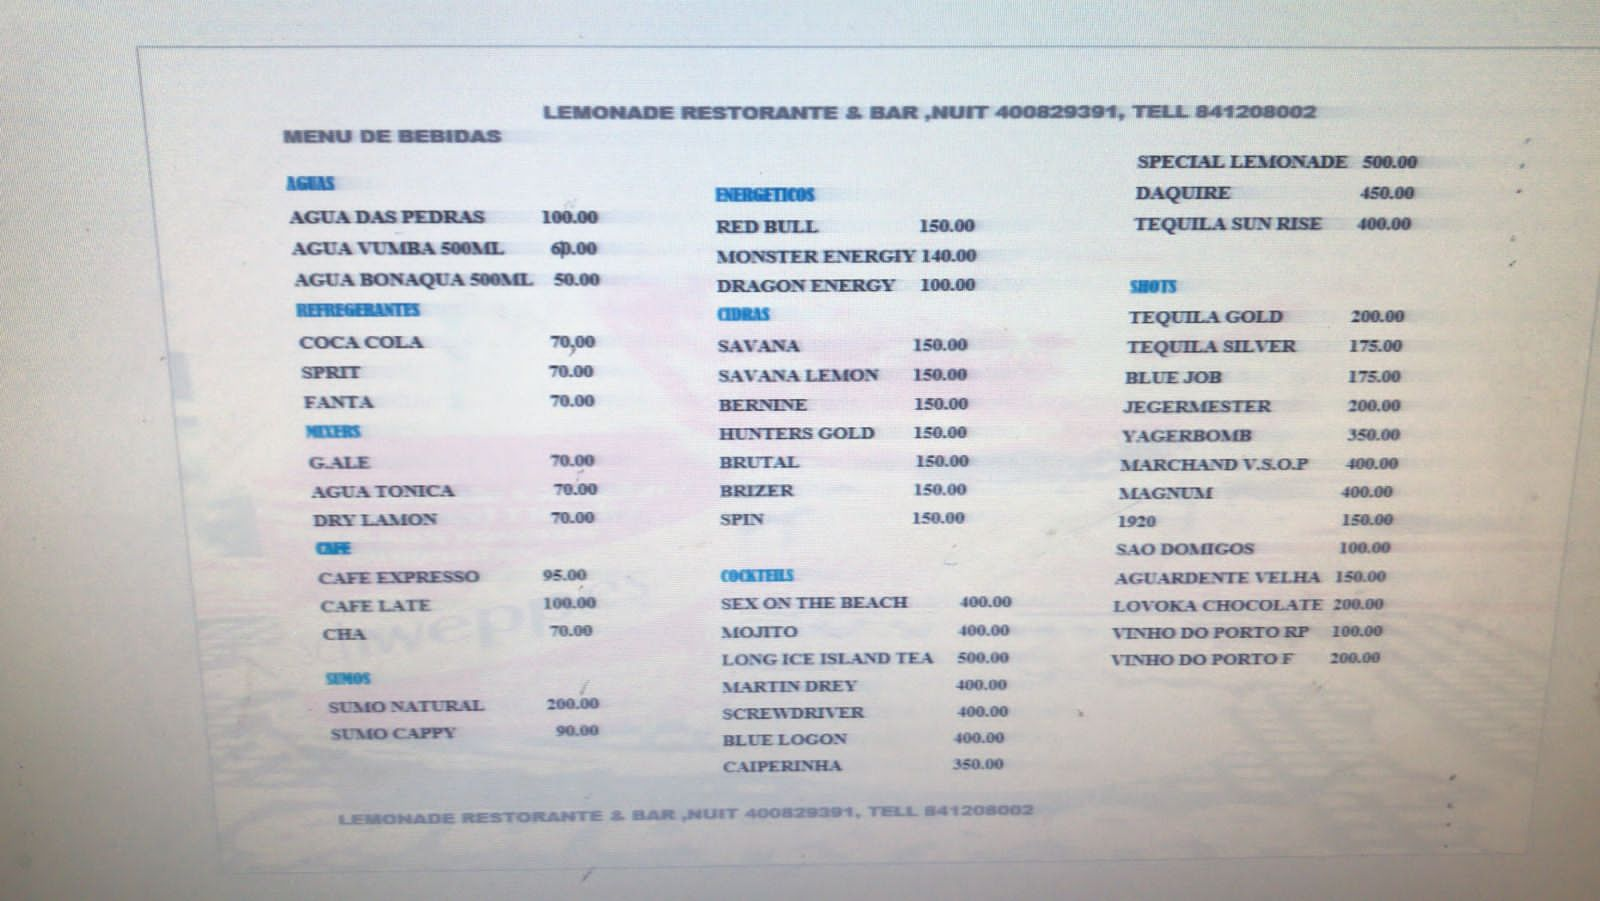 LEMONADE RESTORANTE & BAR ,NUIT 400829391, TELL 841208002
MENU DE BEBIDAS
AGUAS
AGUA DAS PEDRAS 100.00
AGUA VUMBA 500ML 60.00
AGUA BONAQUA 500ML 50.00
REFREGERANTES
COCA COLA 70,00
SPRIT 70.00
FANTA 70.00
MIXERS
G.ALE 70.00
AGUA TONICA 70.00
DRY LAMON 70.00
CAFE
CAFE EXPRESSO 95.00
CAFE LATE 100.00
CHA 70.00
SUMOS
SUMO NATURAL 200.00
SUMO CAPPY 90.00
ENERGETICOS
RED BULL 150.00
MONSTER ENERGIY 140.00
DRAGON ENERGY 100.00
CIDRAS
SAVANA 150.00
SAVANA LEMON 150.00
BERNINE 150.00
HUNTERS GOLD 150.00
BRUTAL 150.00
BRIZER 150.00
SPIN 150.00
COCKTEILS
SEX ON THE BEACH 400.00
MOJITO 400.00
LONG ICE ISLAND TEA 500.00
MARTIN DREY 400.00
SCREWDRIVER 400.00
BLUE LOGON 400.00
CAIPERINHA 350.00
SPECIAL LEMONADE 500.00
DAQUIRE 450.00
TEQUILA SUN RISE 400.00
SHOTS
TEQUILA GOLD 200.00
TEQUILA SILVER 175.00
BLUE JOB 175.00
JEGERMESTER 200.00
YAGERBOMB 350.00
MARCHAND V.S.O.P 400.00
MAGNUM 400.00
1920 150.00
SAO DOMIGOS 100.00
AGUARDENTE VELHA 150.00
LOVOKA CHOCOLATE 200.00
VINHO DO PORTO RP 100.00
VINHO DO PORTO F 200.00
LEMONADE RESTORANTE & BAR ,NUIT 400829391, TELL 841208002